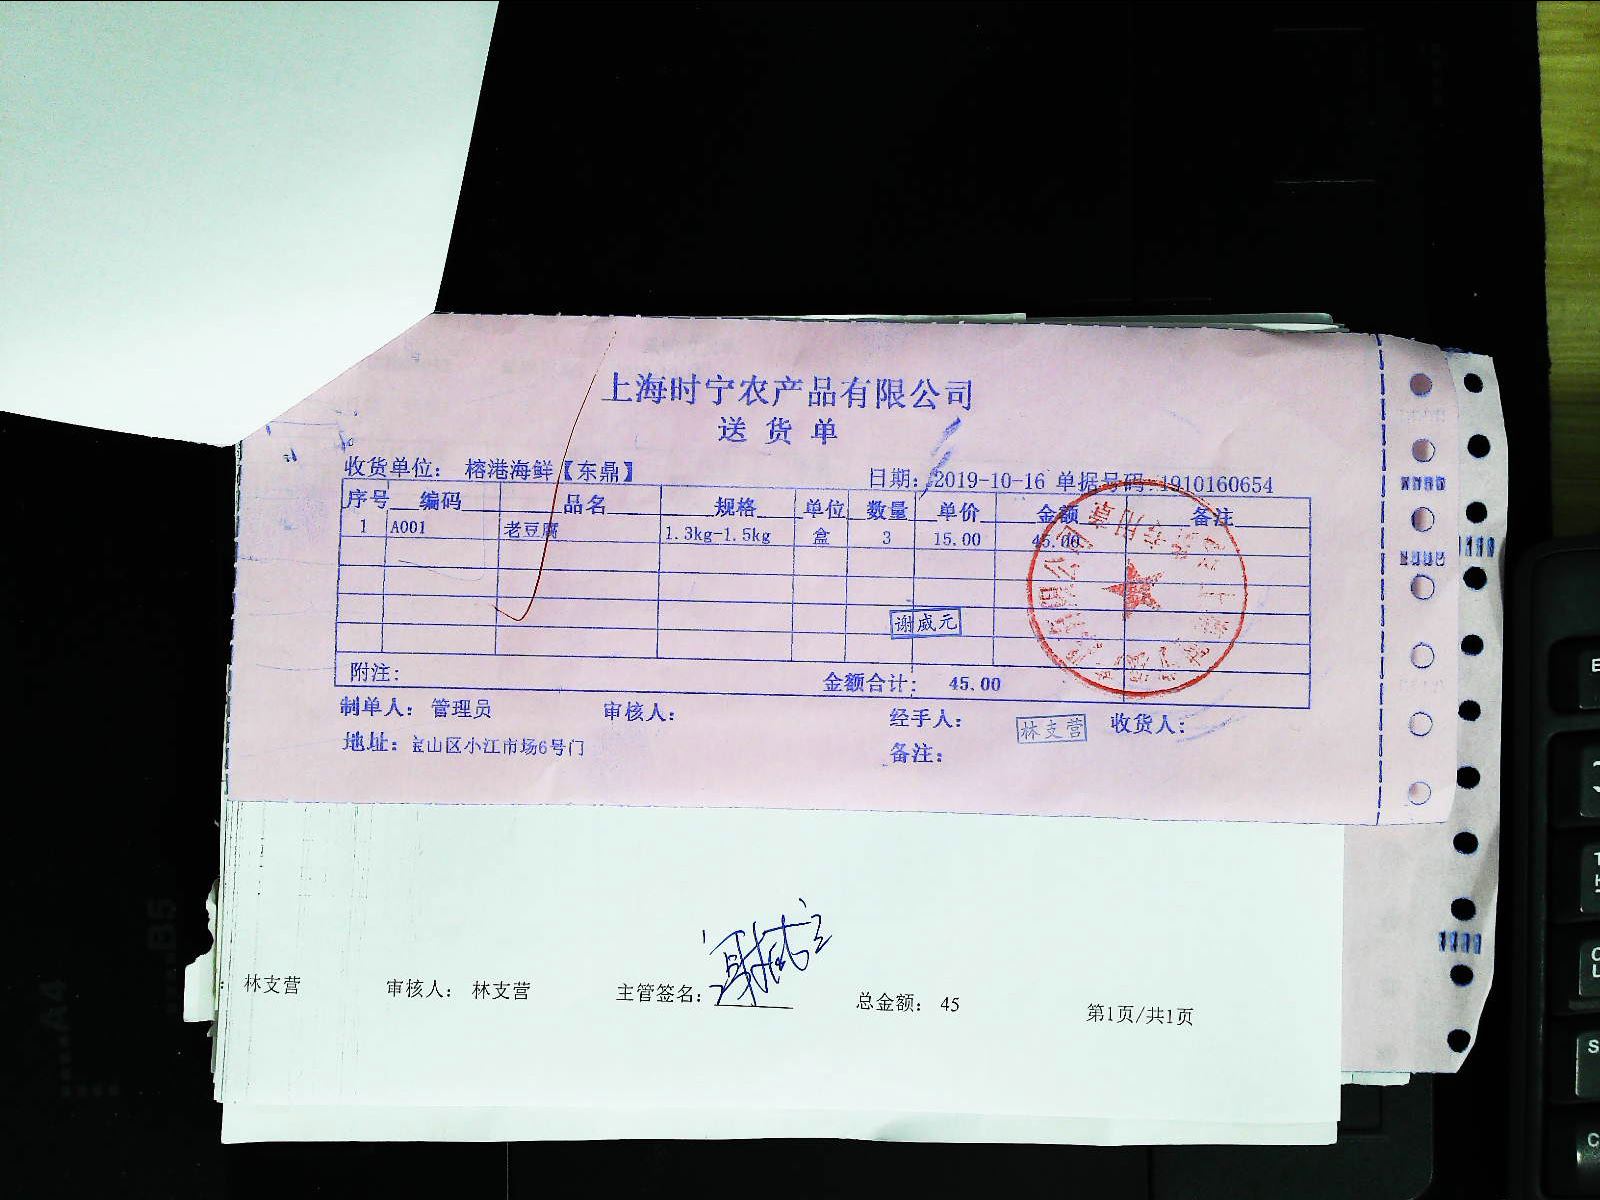 上海时宁农产品有限公司
送货单
收货单位： 榕港海鲜【东鼎】 日期：2019-10-16 单据号码：1910160654
序号 编码 品名 规格 单位 数量 单价 金额 备注
1 A001 老豆腐 1.3kg-1.5kg 盒 3 15.00 45.00
谢威元
附注： 金额合计： 45.00
制单人： 管理员 审核人： 经手人： 林支营 收货人：
地址：宝山区小江市场6号门 备注：
林支营 审核人： 林支营 主管签名： 谢威元 总金额： 45 第1页/共1页
B5
A4